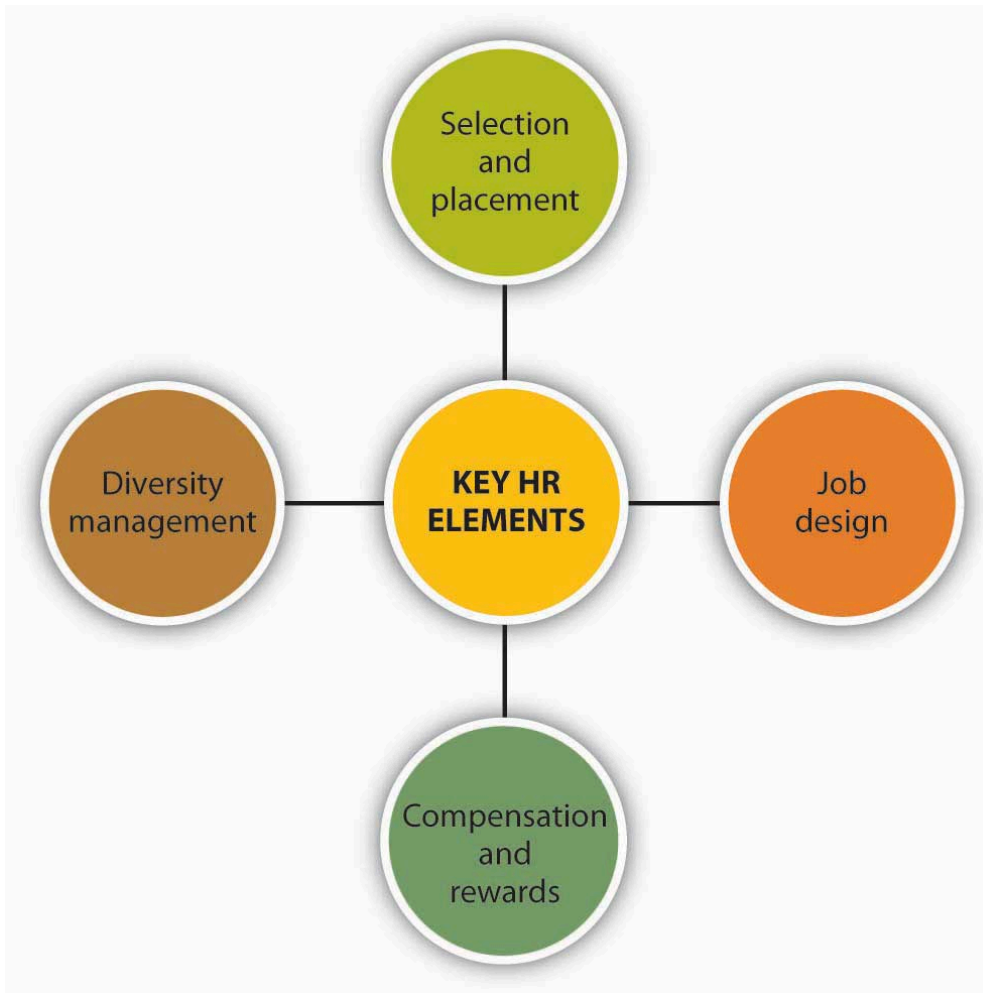 Selection
and
placement
Diversity
management
KEY HR
ELEMENTS
Job
design
Compensation
and
rewards